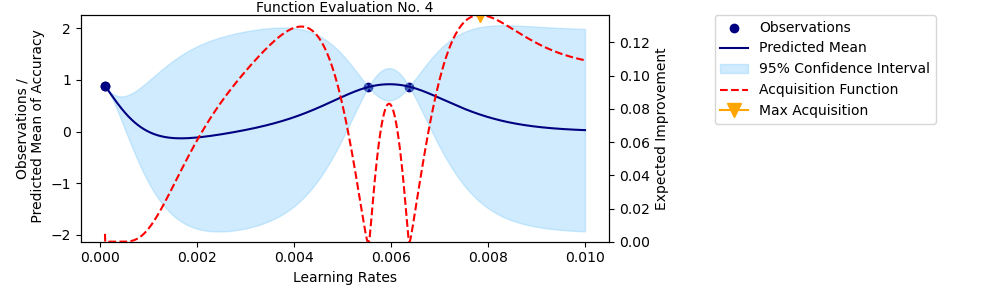 Function Evaluation No. 4
Observations /
Predicted Mean of Accuracy
2
1
0
−1
−2
0.12
0.10
0.08
0.06
0.04
0.02
0.00
Expected Improvement
0.000 0.002 0.004 0.006 0.008 0.010
Learning Rates
Observations
Predicted Mean
95% Confidence Interval
Acquisition Function
Max Acquisition